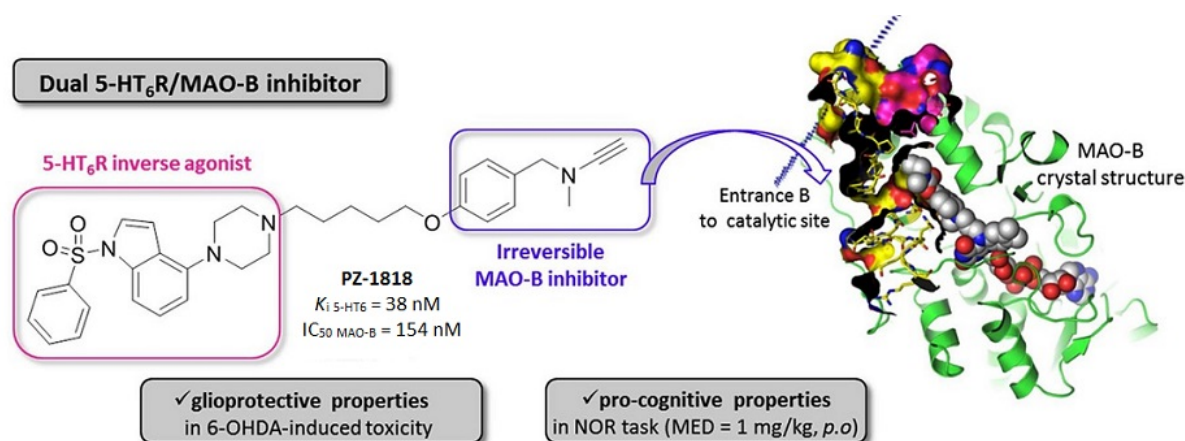 Dual 5-HT₆R/MAO-B inhibitor
5-HT₆R inverse agonist
O
O
S
N
N
N
O
N
PZ-1818
Kᵢ ₅₋HT6 = 38 nM
IC₅₀ MAO-B = 154 nM
Irreversible
MAO-B inhibitor
Entrance B
to catalytic site
MAO-B
crystal structure
✓glioprotective properties
in 6-OHDA-induced toxicity
✓pro-cognitive properties
in NOR task (MED = 1 mg/kg, p.o)